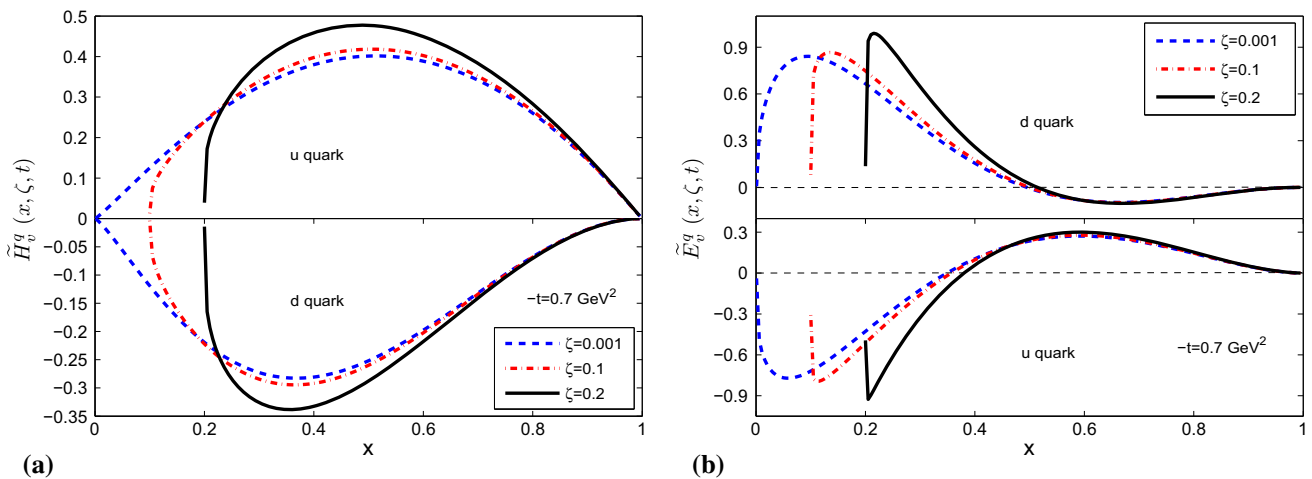 0.5
0.4
0.3
0.2
0.1
0
−0.05
−0.1
−0.15
−0.2
−0.25
−0.3
−0.35
H̃ᵥ^q (x, ζ, t)
u quark
d quark
−t=0.7 GeV²
ζ=0.001
ζ=0.1
ζ=0.2
0 0.2 0.4 0.6 0.8 1
x
(a)
0.9
0.6
0.3
0
0.3
0
−0.3
−0.6
−0.9
Ẽᵥ^q (x, ζ, t)
ζ=0.001
ζ=0.1
ζ=0.2
d quark
u quark
−t=0.7 GeV²
0 0.2 0.4 0.6 0.8 1
x
(b)